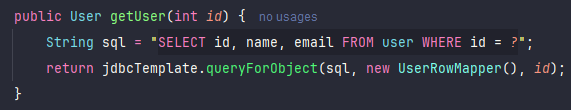 public User getUser(int id) { no usages
String sql = "SELECT id, name, email FROM user WHERE id = ?";
return jdbcTemplate.queryForObject(sql, new UserRowMapper(), id);
}